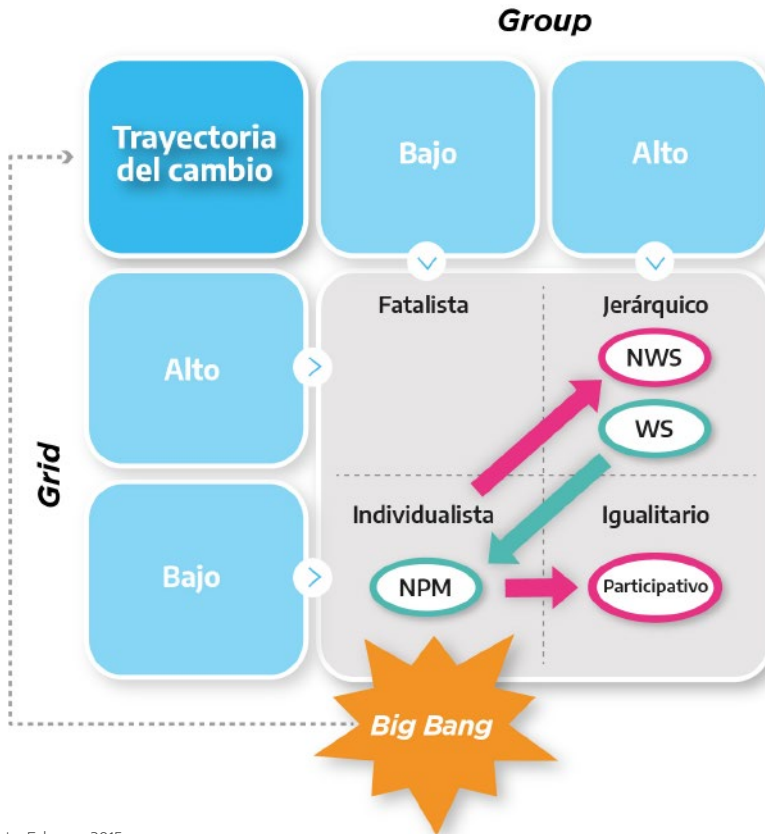 Group
Trayectoria
del cambio
Bajo
Alto
Fatalista
Jerárquico
NWS
Alto
WS
Grid
Individualista
Igualitario
Bajo
NPM
Participativo
Big Bang
2015